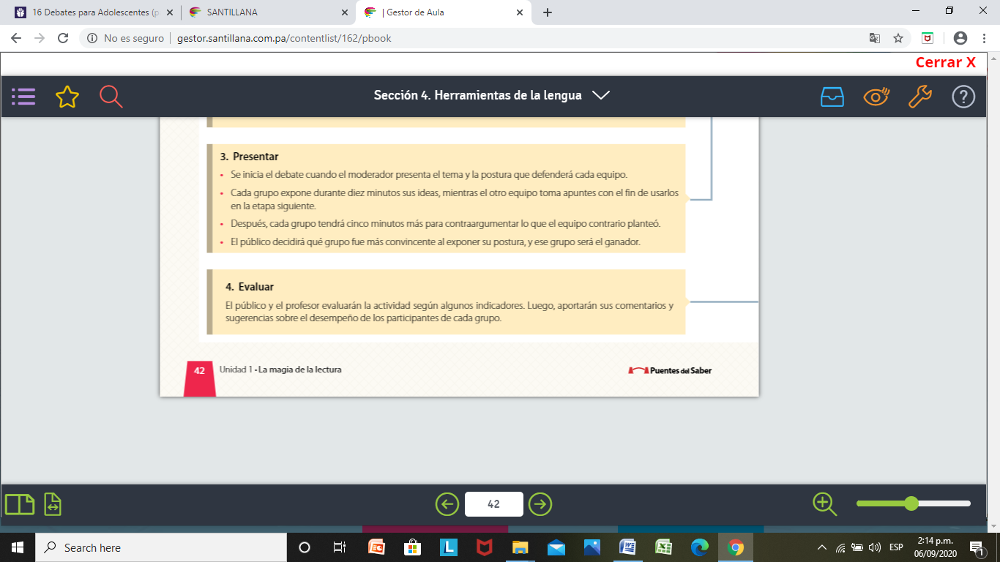 16 Debates para Adolescentes (p
SANTILLANA
| Gestor de Aula
No es seguro
gestor.santillana.com.pa/contentlist/162/pbook
Cerrar X
Sección 4. Herramientas de la lengua
3. Presentar
• Se inicia el debate cuando el moderador presenta el tema y la postura que defenderá cada equipo.
• Cada grupo expone durante diez minutos sus ideas, mientras el otro equipo toma apuntes con el fin de usarlos
en la etapa siguiente.
• Después, cada grupo tendrá cinco minutos más para contraargumentar lo que el equipo contrario planteó.
• El público decidirá qué grupo fue más convincente al exponer su postura, y ese grupo será el ganador.
4. Evaluar
El público y el profesor evaluarán la actividad según algunos indicadores. Luego, aportarán sus comentarios y
sugerencias sobre el desempeño de los participantes de cada grupo.
42 Unidad 1 • La magia de la lectura
Puentes del Saber
42
Search here
ESP
2:14 p.m.
06/09/2020
1